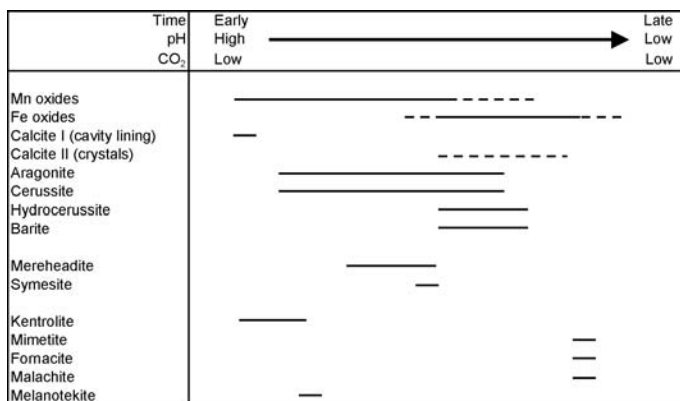 Time Early Late
pH High Low
CO2 Low Low
Mn oxides
Fe oxides
Calcite I (cavity lining)
Calcite II (crystals)
Aragonite
Cerussite
Hydrocerussite
Barite
Mereheadite
Symesite
Kentrolite
Mimetite
Fornacite
Malachite
Melanotekite